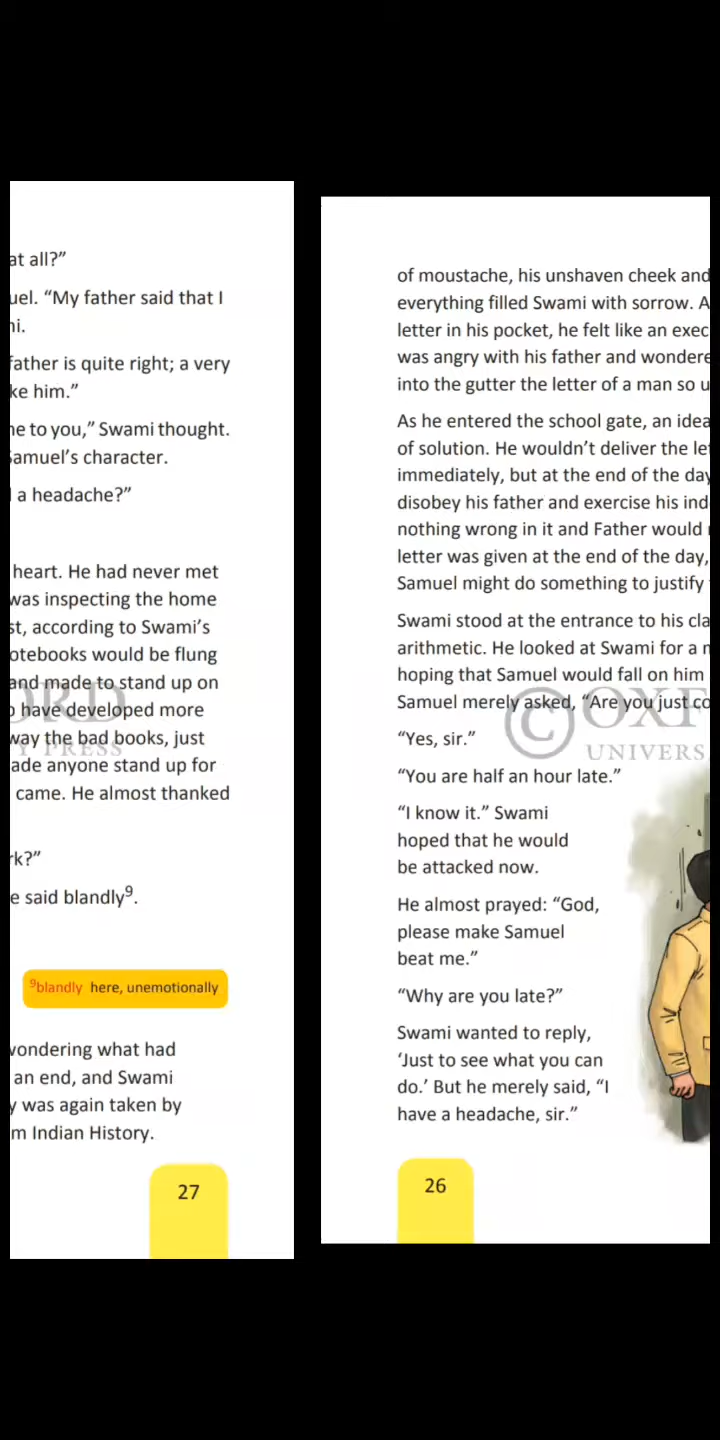 at all?"
uel. "My father said that I
ni.
father is quite right; a very
ke him."
ne to you," Swami thought.
Samuel's character.
a headache?"
heart. He had never met
was inspecting the home
st, according to Swami's
otebooks would be flung
and made to stand up on
o have developed more
way the bad books, just
ade anyone stand up for
came. He almost thanked
rk?"
e said blandly⁹.
⁹blandly here, unemotionally
wondering what had
an end, and Swami
y was again taken by
m Indian History.
27
ORD
Y PRESS
of moustache, his unshaven cheek and
everything filled Swami with sorrow. A
letter in his pocket, he felt like an exec
was angry with his father and wondere
into the gutter the letter of a man so u
As he entered the school gate, an idea
of solution. He wouldn't deliver the let
immediately, but at the end of the day
disobey his father and exercise his ind
nothing wrong in it and Father would
letter was given at the end of the day,
Samuel might do something to justify
Swami stood at the entrance to his cla
arithmetic. He looked at Swami for a m
hoping that Samuel would fall on him
Samuel merely asked, "Are you just co
"Yes, sir."
"You are half an hour late."
"I know it." Swami
hoped that he would
be attacked now.
He almost prayed: "God,
please make Samuel
beat me."
"Why are you late?"
Swami wanted to reply,
'Just to see what you can
do.' But he merely said, "I
have a headache, sir."
26
© OXF
UNIVERS